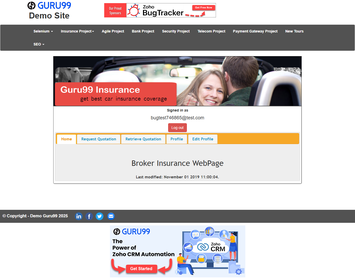 GURU99
Demo Site
Zoho
BugTracker
Selenium Insurance Project Agile Project Bank Project Security Project Telecom Project Payment Gateway Project New Tours
SEO
Guru99 Insurance
get best car insurance coverage
Signed in as
bugtest746865@test.com
Log out
Home Request Quotation Retrieve Quotation Profile Edit Profile
Broker Insurance WebPage
Last modified: November 01 2019 11:00:04.
© Copyright - Demo Guru99 2025
GURU99
The Power of
Zoho CRM Automation
Get Started
ZOHO
CRM